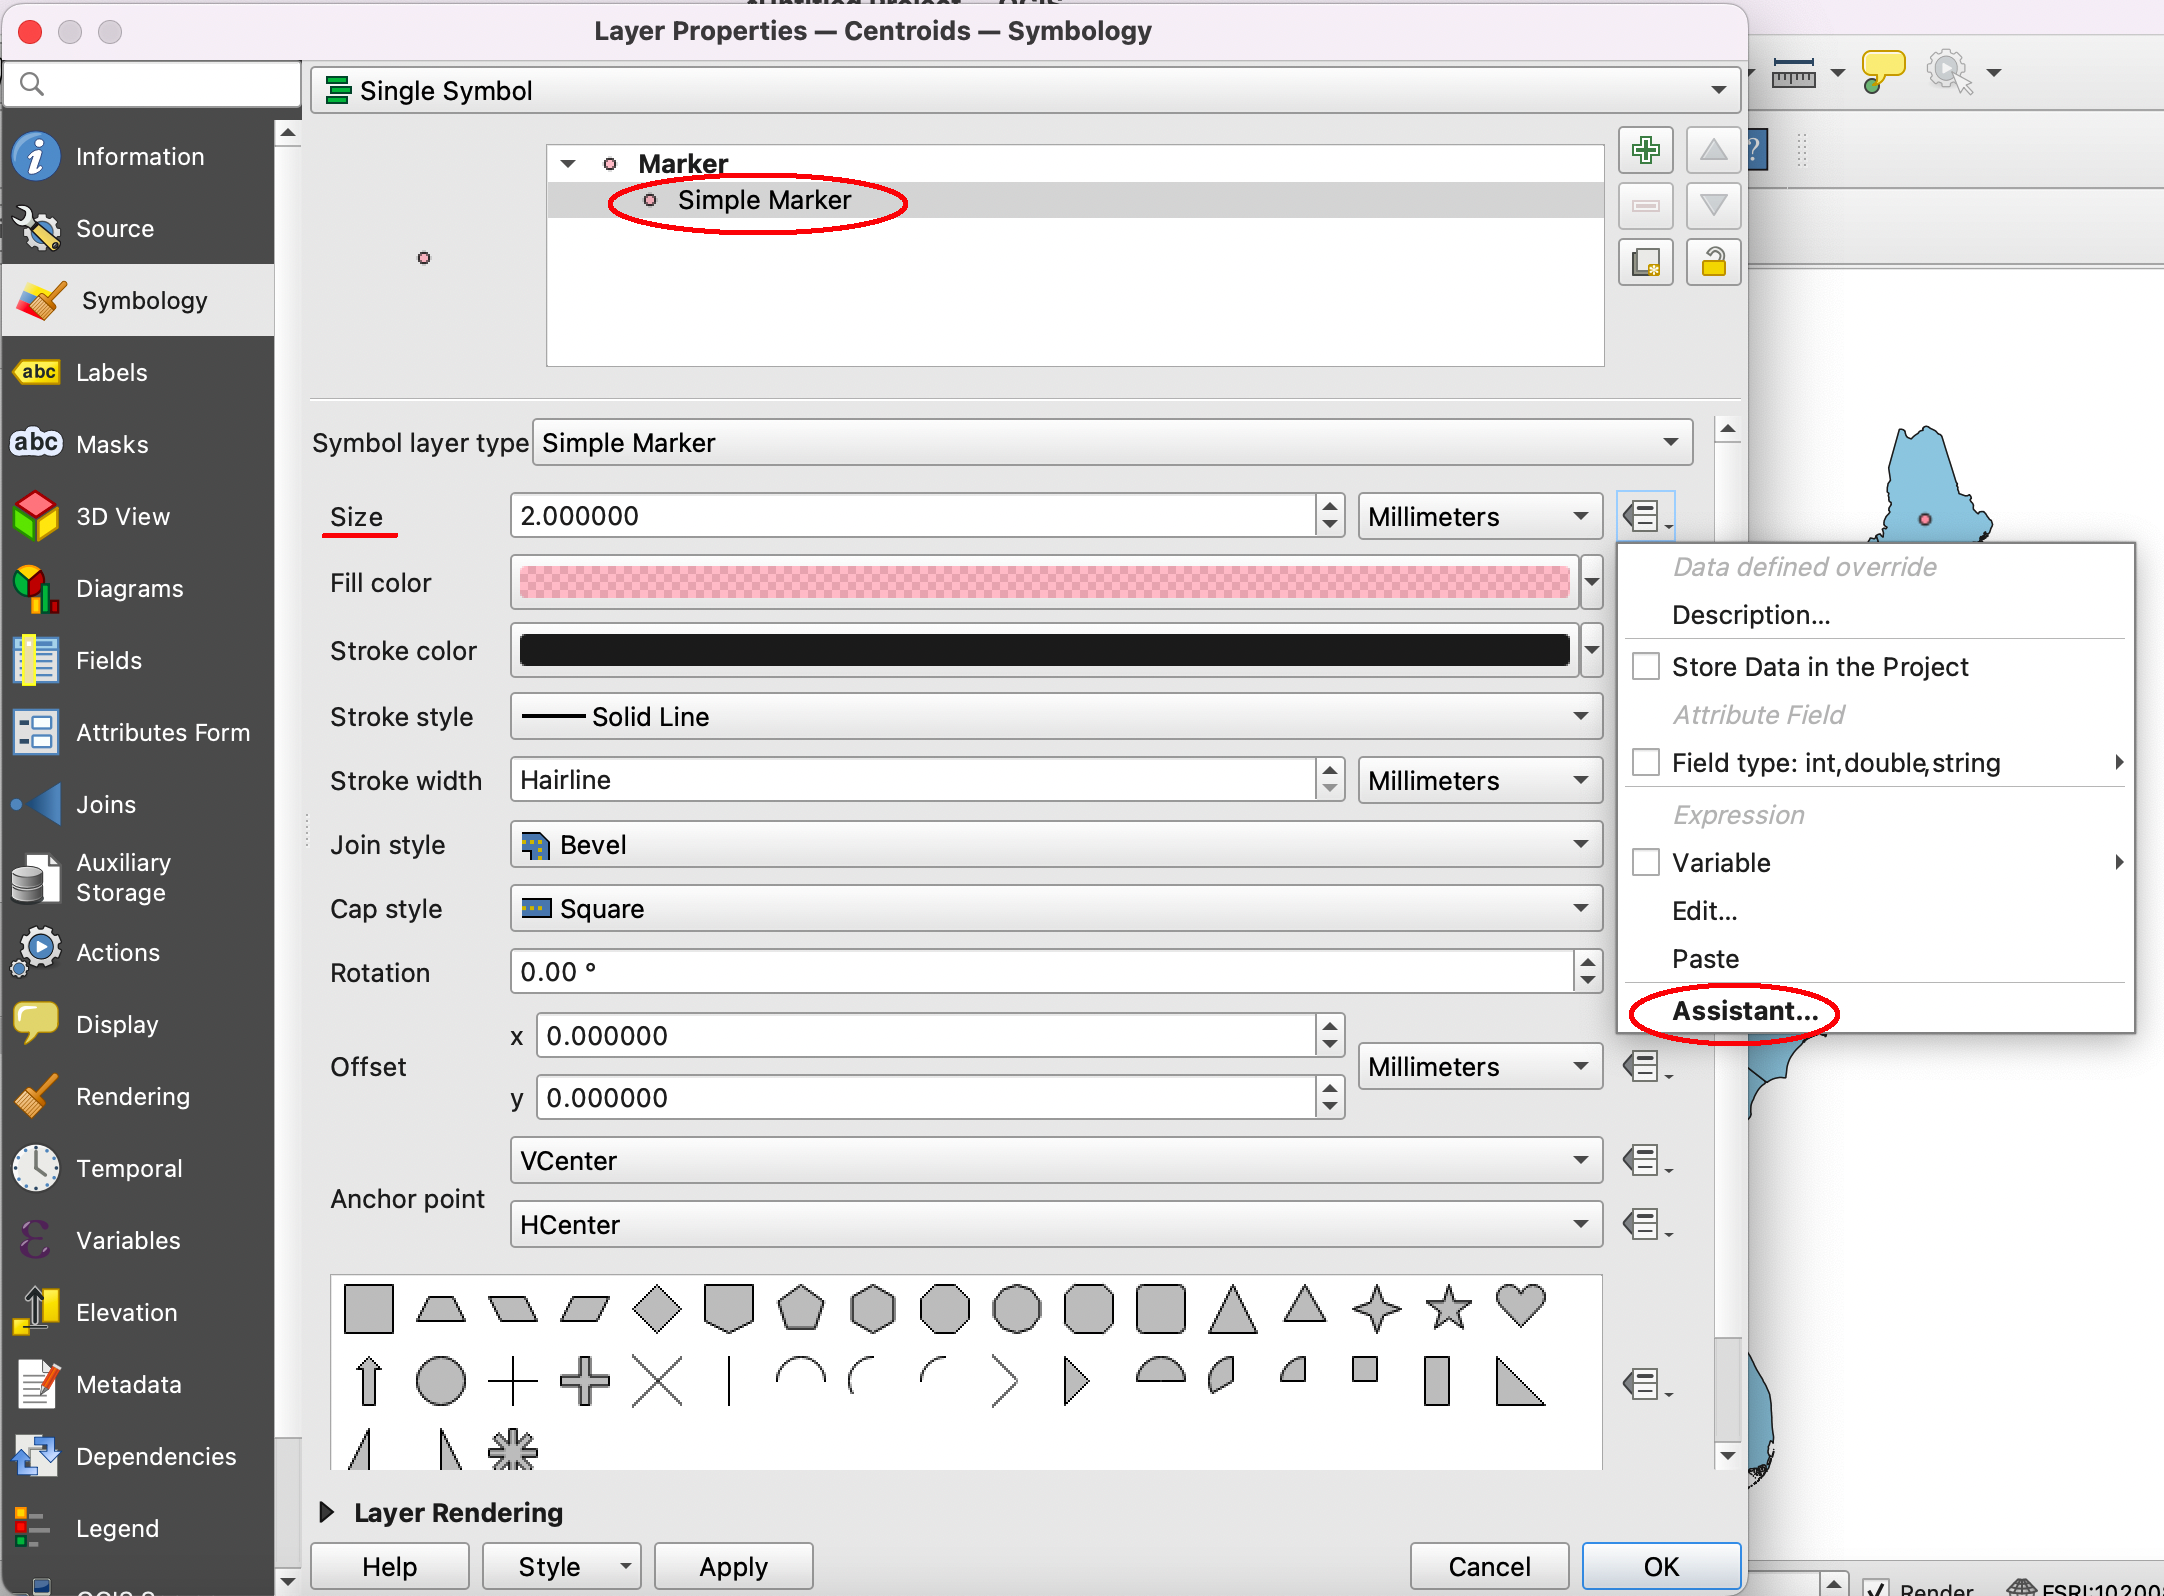 Layer Properties — Centroids — Symbology
Single Symbol
Information
Source
Symbology
Labels
Masks
3D View
Diagrams
Fields
Attributes Form
Joins
Auxiliary
Storage
Actions
Display
Rendering
Temporal
Variables
Elevation
Metadata
Dependencies
Legend
abc
abc
Marker
Simple Marker
Symbol layer type Simple Marker
Size 2.000000 Millimeters
Fill color
Stroke color
Stroke style Solid Line
Stroke width Hairline Millimeters
Join style Bevel
Cap style Square
Rotation 0.00 °
Offset x 0.000000 Millimeters
y 0.000000
Anchor point VCenter
HCenter
Data defined override
Description...
Store Data in the Project
Attribute Field
Field type: int, double, string
Expression
Variable
Edit...
Paste
Assistant...
Layer Rendering
Help Style Apply Cancel OK
Render